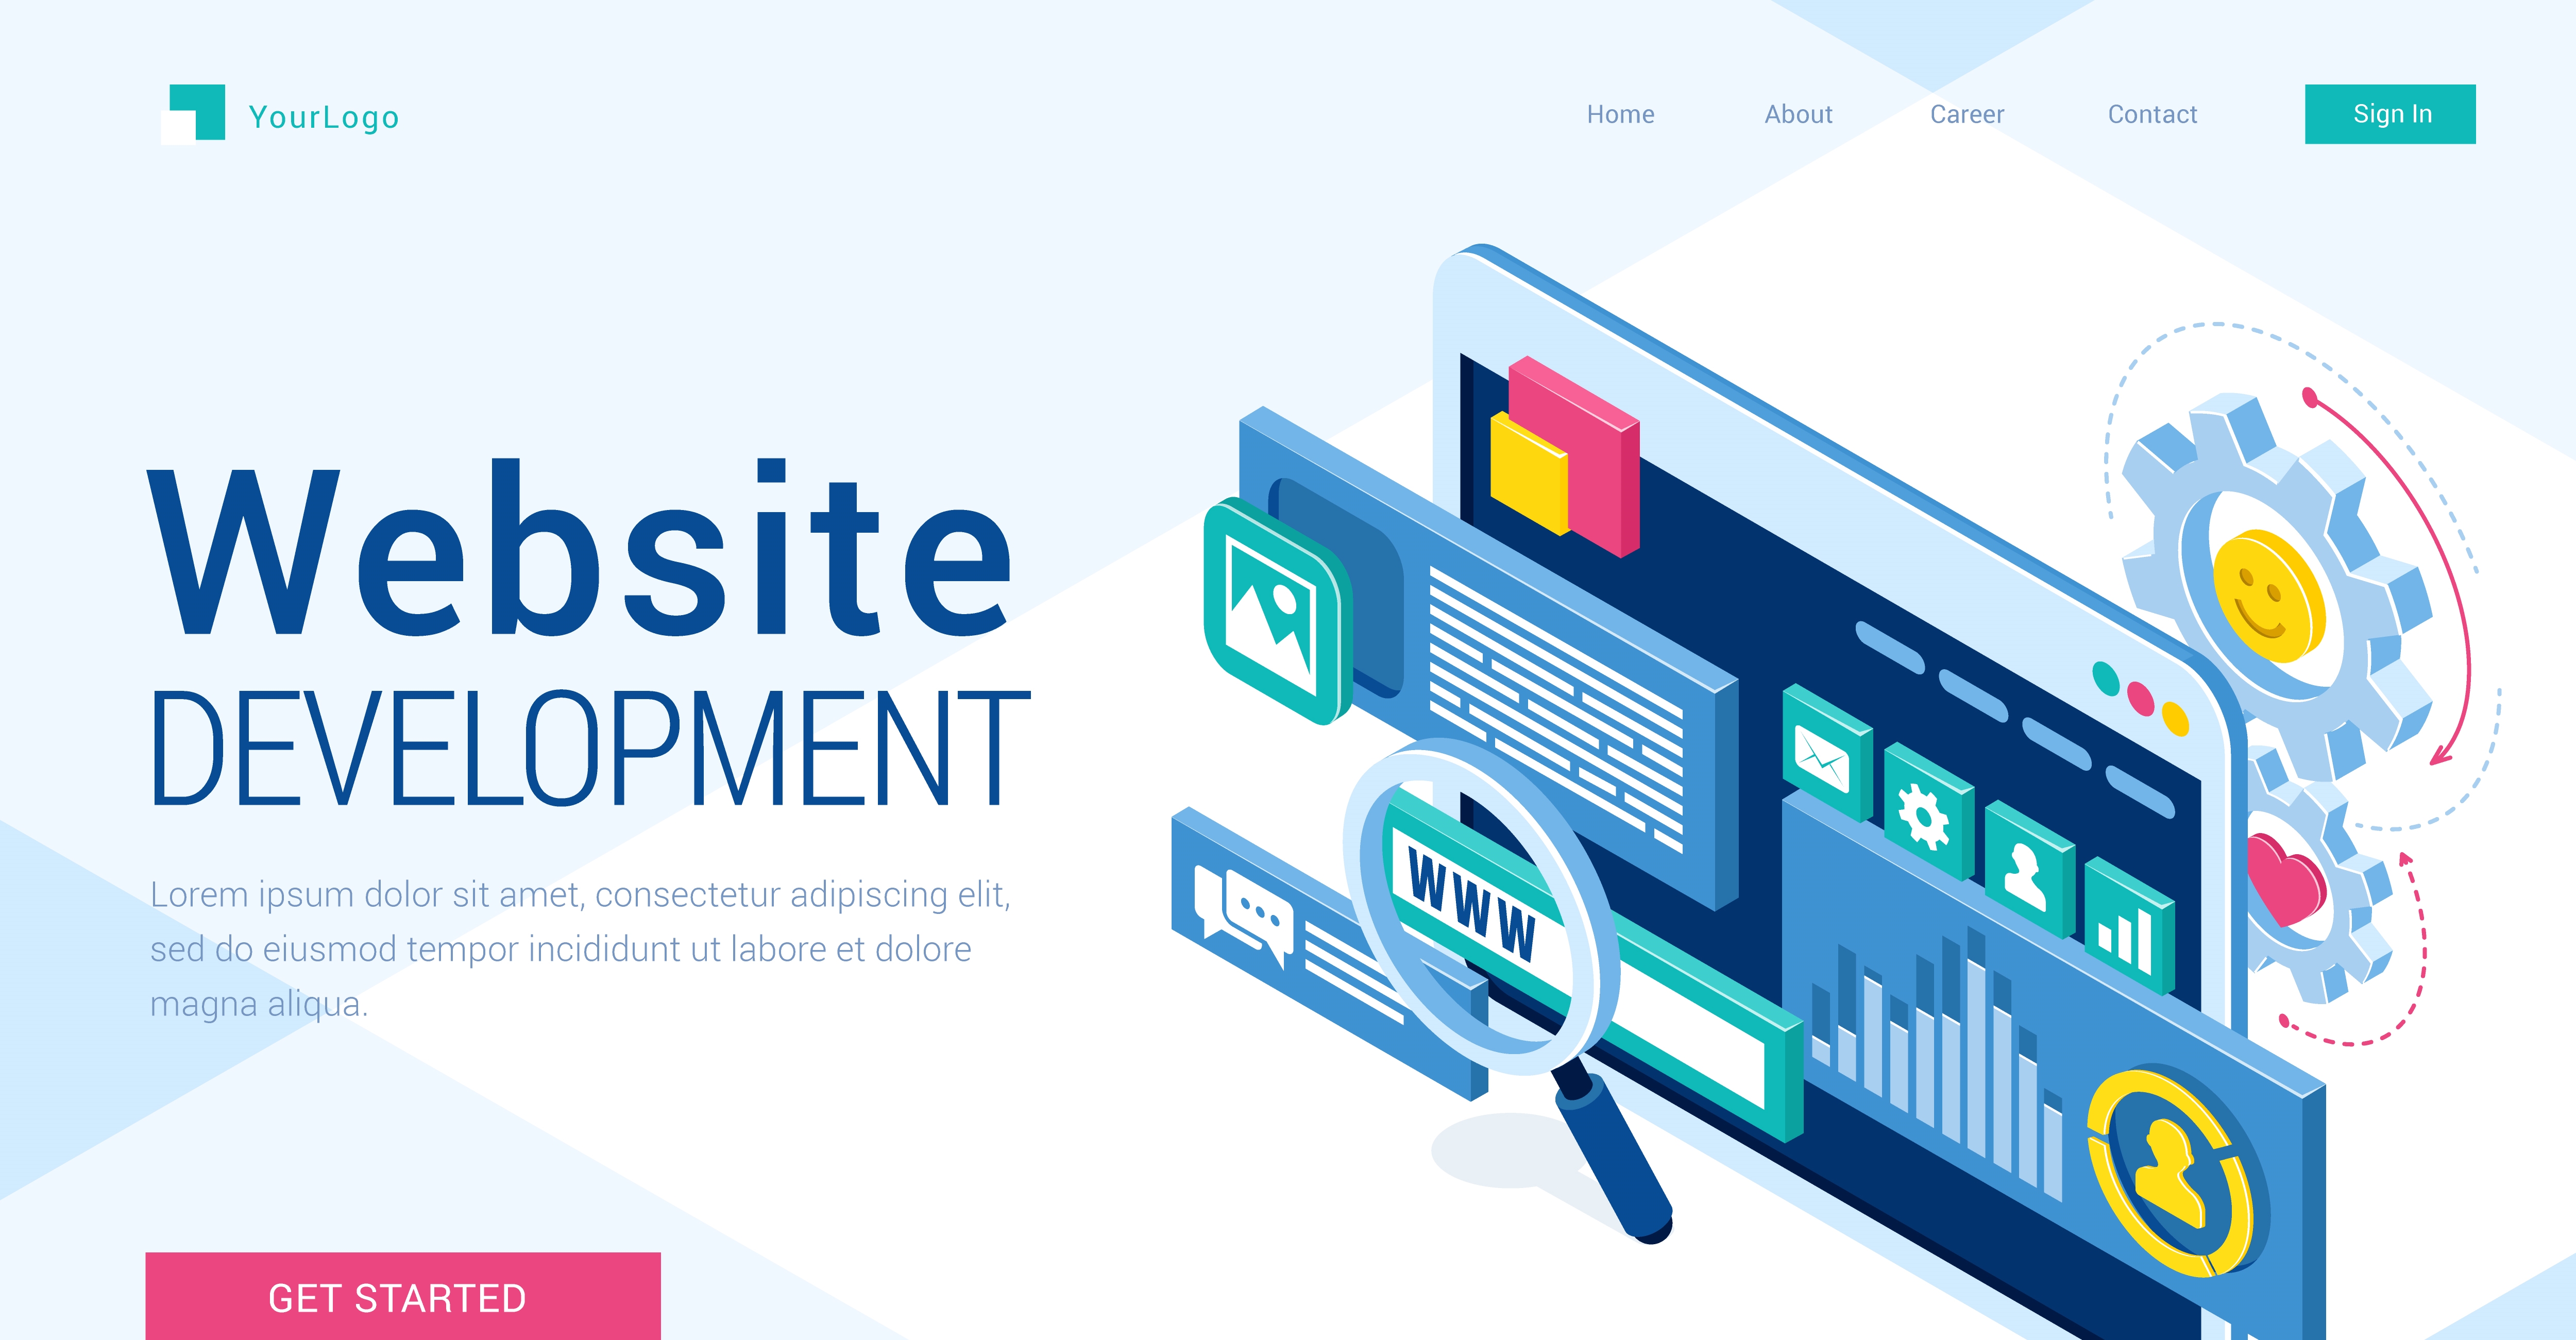 YourLogo
Home About Career Contact Sign In
Website
DEVELOPMENT
Lorem ipsum dolor sit amet, consectetur adipiscing elit,
sed do eiusmod tempor incididunt ut labore et dolore
magna aliqua.
WWW
GET STARTED